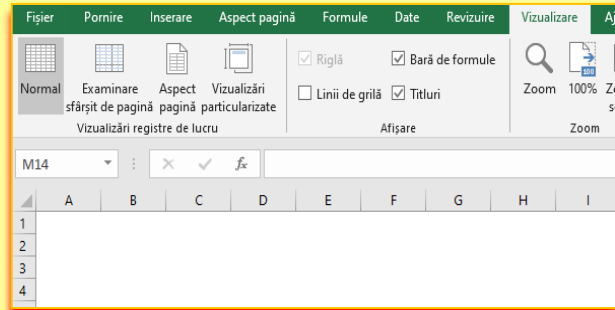 Fișier Pornire Inserare Aspect pagină Formule Date Revizuire Vizualizare
Riglă Bară de formule
Normal Examinare Aspect Vizualizări Linii de grilă Titluri Zoom 100%
sfârșit de pagină pagină particularizate
Vizualizări registre de lucru Afișare Zoom
M14 fx
A B C D E F G H I
1
2
3
4